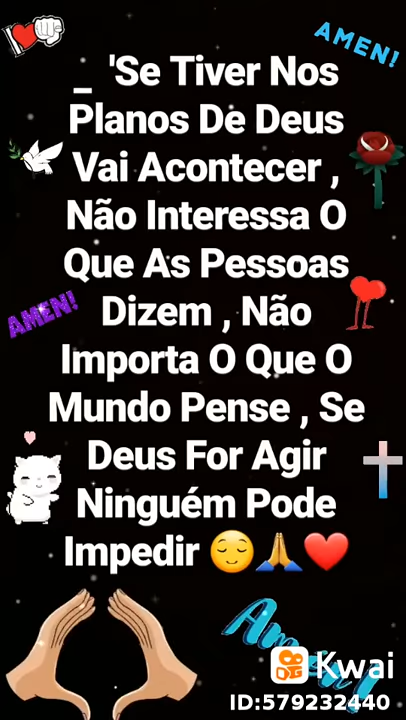 AMEN!
_ 'Se Tiver Nos
Planos De Deus
Vai Acontecer ,
Não Interessa O
Que As Pessoas
Dizem , Não
Importa O Que O
Mundo Pense , Se
Deus For Agir
Ninguém Pode
Impedir 😌🙏❤️
AMEN!
Amen!
Kwai
ID:579232440